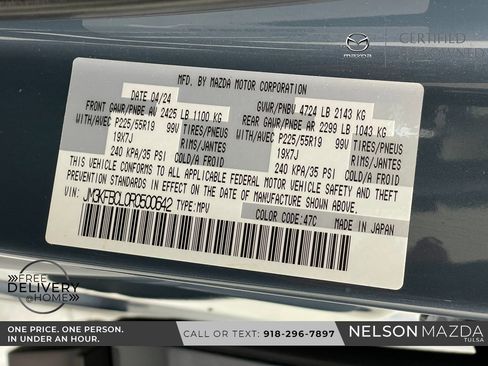 mazda
CERTIFIED
MFD. BY MAZDA MOTOR CORPORATION
DATE 04/24
GVWR/PNBV 4724 LB 2143 KG
FRONT GAWR/PNBE AV 2425 LB 1100 KG
REAR GAWR/PNBE AR 2299 LB 1043 KG
WITH/AVEC P225/55R19 99V TIRES/PNEUS
WITH/AVEC P225/55R19 99V TIRES/PNEUS
19X7J RIMS/JANTES
19X7J RIMS/JANTES
240 KPA/35 PSI COLD/A FROID
240 KPA/35 PSI COLD/A FROID
THIS VEHICLE CONFORMS TO ALL APPLICABLE FEDERAL MOTOR VEHICLE
SAFETY STANDARDS IN EFFECT ON THE DATE OF MANUFACTURE SHOWN ABOVE.
VIN: JM3KFBCL0R0500642 TYPE:MPV
COLOR CODE:47C MADE IN JAPAN
FREE
DELIVERY
@HOME
ONE PRICE. ONE PERSON.
IN UNDER AN HOUR.
CALL OR TEXT: 918-296-7897
NELSON MAZDA
TULSA